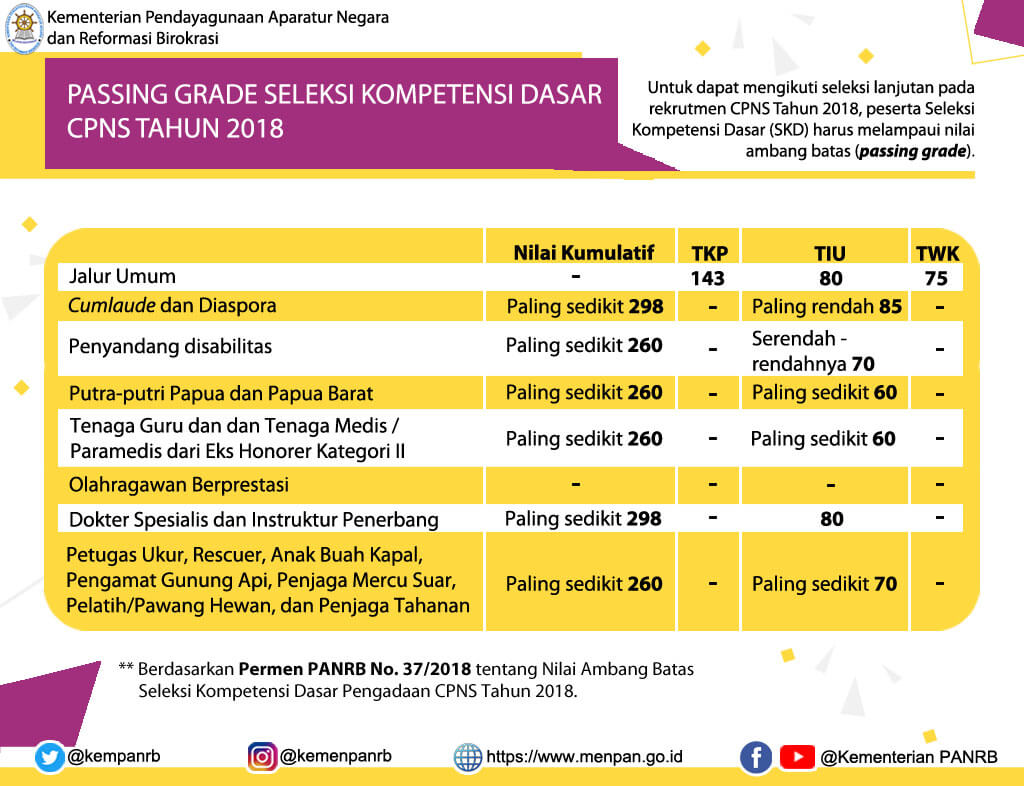 Kementerian Pendayagunaan Aparatur Negara
dan Reformasi Birokrasi
PASSING GRADE SELEKSI KOMPETENSI DASAR
CPNS TAHUN 2018
Untuk dapat mengikuti seleksi lanjutan pada
rekrutmen CPNS Tahun 2018, peserta Seleksi
Kompetensi Dasar (SKD) harus melampaui nilai
ambang batas (passing grade).
Nilai Kumulatif TKP TIU TWK
Jalur Umum - 143 80 75
Cumlaude dan Diaspora Paling sedikit 298 - Paling rendah 85 -
Penyandang disabilitas Paling sedikit 260 - Serendah -
rendahnya 70 -
Putra-putri Papua dan Papua Barat Paling sedikit 260 - Paling sedikit 60 -
Tenaga Guru dan dan Tenaga Medis /
Paramedis dari Eks Honorer Kategori II Paling sedikit 260 - Paling sedikit 60 -
Olahragawan Berprestasi - - - -
Dokter Spesialis dan Instruktur Penerbang Paling sedikit 298 - 80 -
Petugas Ukur, Rescuer, Anak Buah Kapal,
Pengamat Gunung Api, Penjaga Mercu Suar, Paling sedikit 260 - Paling sedikit 70 -
Pelatih/Pawang Hewan, dan Penjaga Tahanan
** Berdasarkan Permen PANRB No. 37/2018 tentang Nilai Ambang Batas
Seleksi Kompetensi Dasar Pengadaan CPNS Tahun 2018.
@kempanrb @kemenpanrb https://www.menpan.go.id @Kementerian PANRB